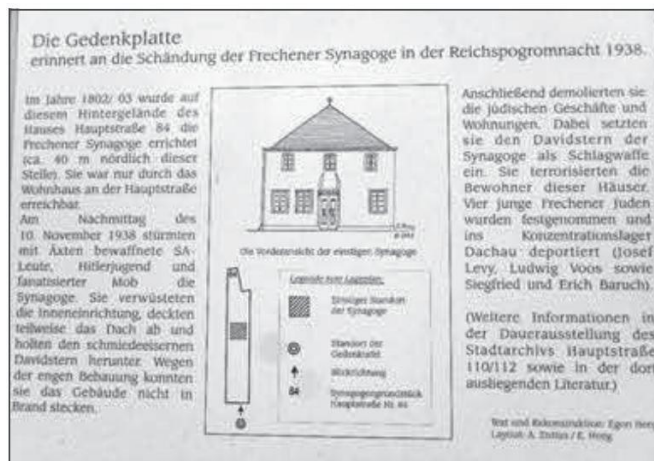 Die Gedenkplatte
erinnert an die Schändung der Frechener Synagoge in der Reichspogromnacht 1938.
Im Jahre 1802/ 03 wurde auf
diesem Hintergelände des
Hauses Hauptstraße 84 die
Frechener Synagoge errichtet
(ca. 40 m nördlich dieser
Stelle). Sie war nur durch das
Wohnhaus an der Hauptstraße
erreichbar.
Am Nachmittag des
10. November 1938 stürmten
mit Äxten bewaffnete SA-
Leute, Hitlerjugend und
fanatisierter Mob die
Synagoge. Sie verwüsteten
die Inneneinrichtung, deckten
teilweise das Dach ab und
holten den schmiedeeisernen
Davidstern herunter. Wegen
der engen Bebauung konnten
sie das Gebäude nicht in
Brand stecken.
Die Vorderansicht der einstigen Synagoge
Legende zum Lageplan:
Einstiger Standort
der Synagoge
Standort der
Gedenktafel
Blickrichtung
84
Synagogengrundstück
Hauptstraße Nr. 84
Anschließend demolierten sie
die jüdischen Geschäfte und
Wohnungen. Dabei setzten
sie den Davidstern der
Synagoge als Schlagwaffe
ein. Sie terrorisierten die
Bewohner dieser Häuser.
Vier junge Frechener Juden
wurden festgenommen und
ins Konzentrationslager
Dachau deportiert (Josef
Levy, Ludwig Voos sowie
Siegfried und Erich Baruch).
(Weitere Informationen in
der Dauerausstellung des
Stadtarchivs Hauptstraße
110/112 sowie in der dort
ausliegenden Literatur.)
Text und Rekonstruktion: Egon
Layout: A.